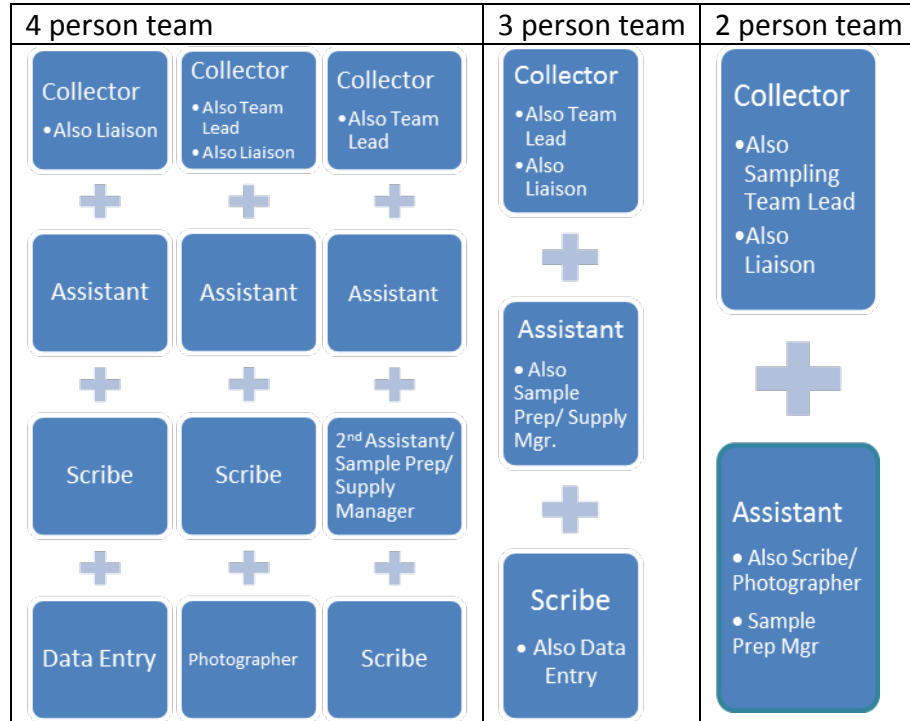 4 person team
3 person team
2 person team
Collector
•Also Liaison
Collector
•Also Team
Lead
•Also Liaison
Collector
•Also Team
Lead
Assistant
Assistant
Assistant
Scribe
Scribe
2nd Assistant/
Sample Prep/
Supply
Manager
Data Entry
Photographer
Scribe
Collector
•Also Team
Lead
•Also
Liaison
Assistant
• Also
Sample
Prep/ Supply
Mgr.
Scribe
• Also Data
Entry
Collector
•Also
Sampling
Team Lead
•Also
Liaison
Assistant
• Also Scribe/
Photographer
• Sample
Prep Mgr